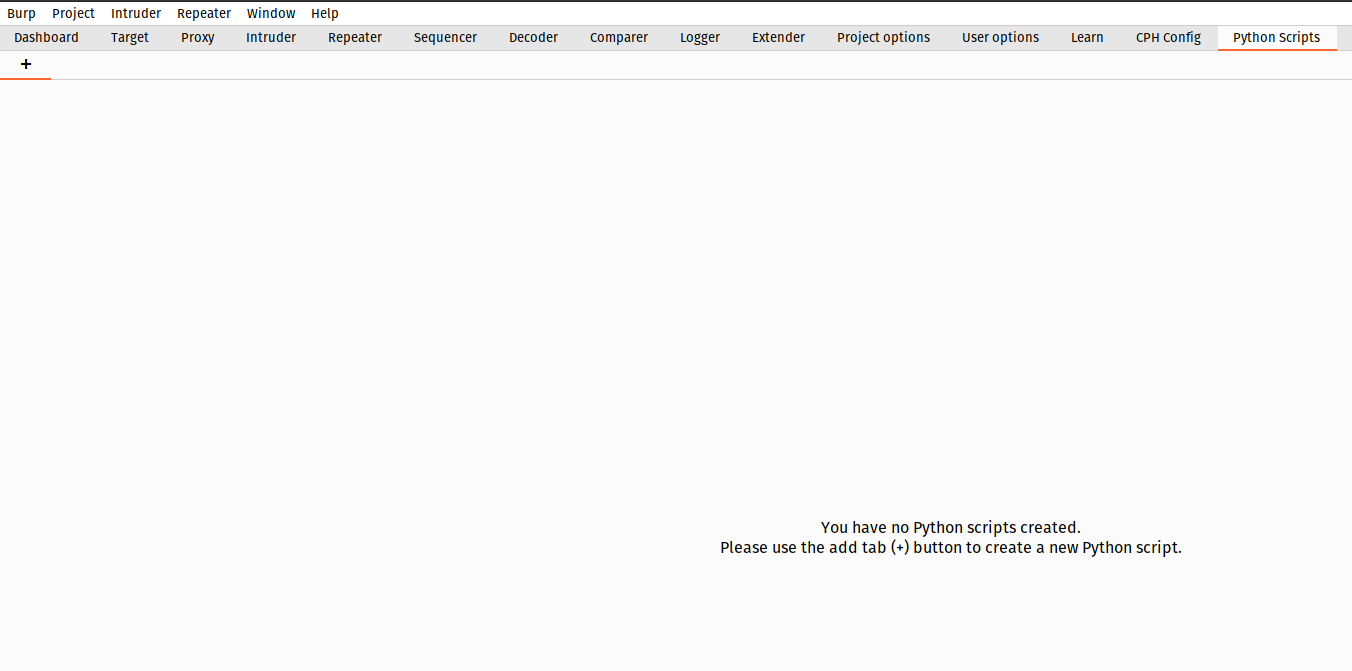 Burp Project Intruder Repeater Window Help
Dashboard Target Proxy Intruder Repeater Sequencer Decoder Comparer Logger Extender Project options User options Learn CPH Config Python Scripts
+
You have no Python scripts created.
Please use the add tab (+) button to create a new Python script.